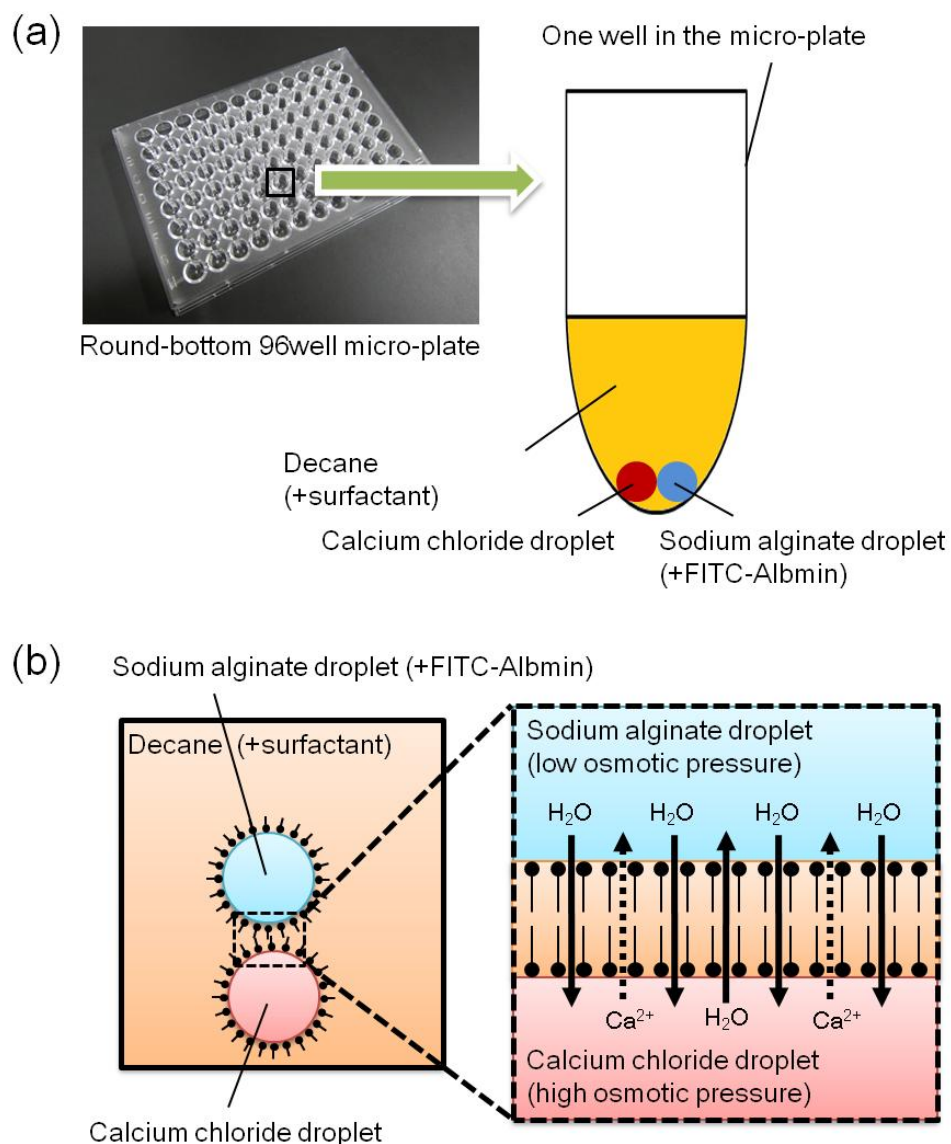 (a)
One well in the micro-plate
Round-bottom 96well micro-plate
Decane
(+surfactant)
Calcium chloride droplet
Sodium alginate droplet
(+FITC-Albmin)
(b)
Sodium alginate droplet (+FITC-Albmin)
Decane (+surfactant)
Calcium chloride droplet
Sodium alginate droplet
(low osmotic pressure)
H₂O H₂O H₂O H₂O
Ca²⁺ H₂O Ca²⁺
Calcium chloride droplet
(high osmotic pressure)